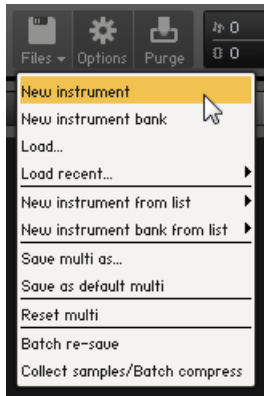 Files Options Purge
0
0
New instrument
New instrument bank
Load...
Load recent...
New instrument from list
New instrument bank from list
Save multi as...
Save as default multi
Reset multi
Batch re-save
Collect samples/Batch compress